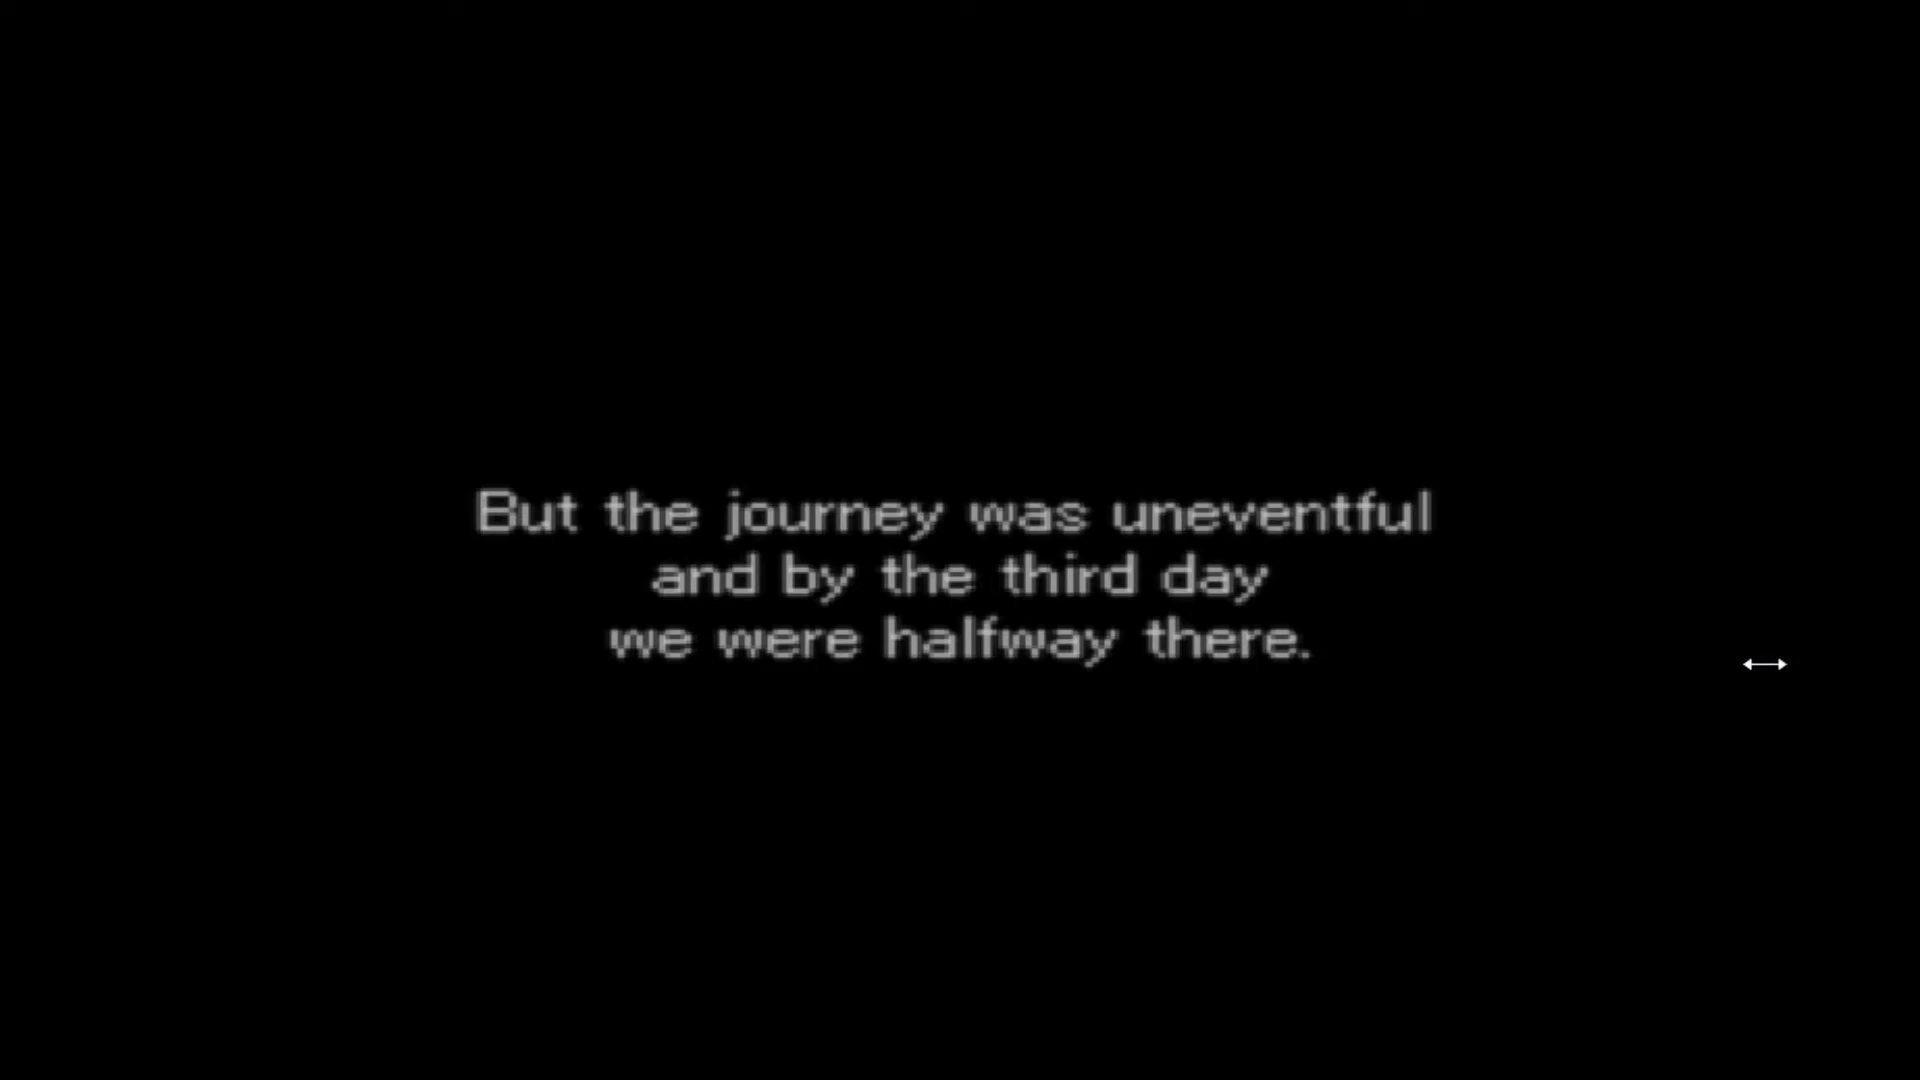 But the journey was uneventful
and by the third day
we were halfway there.